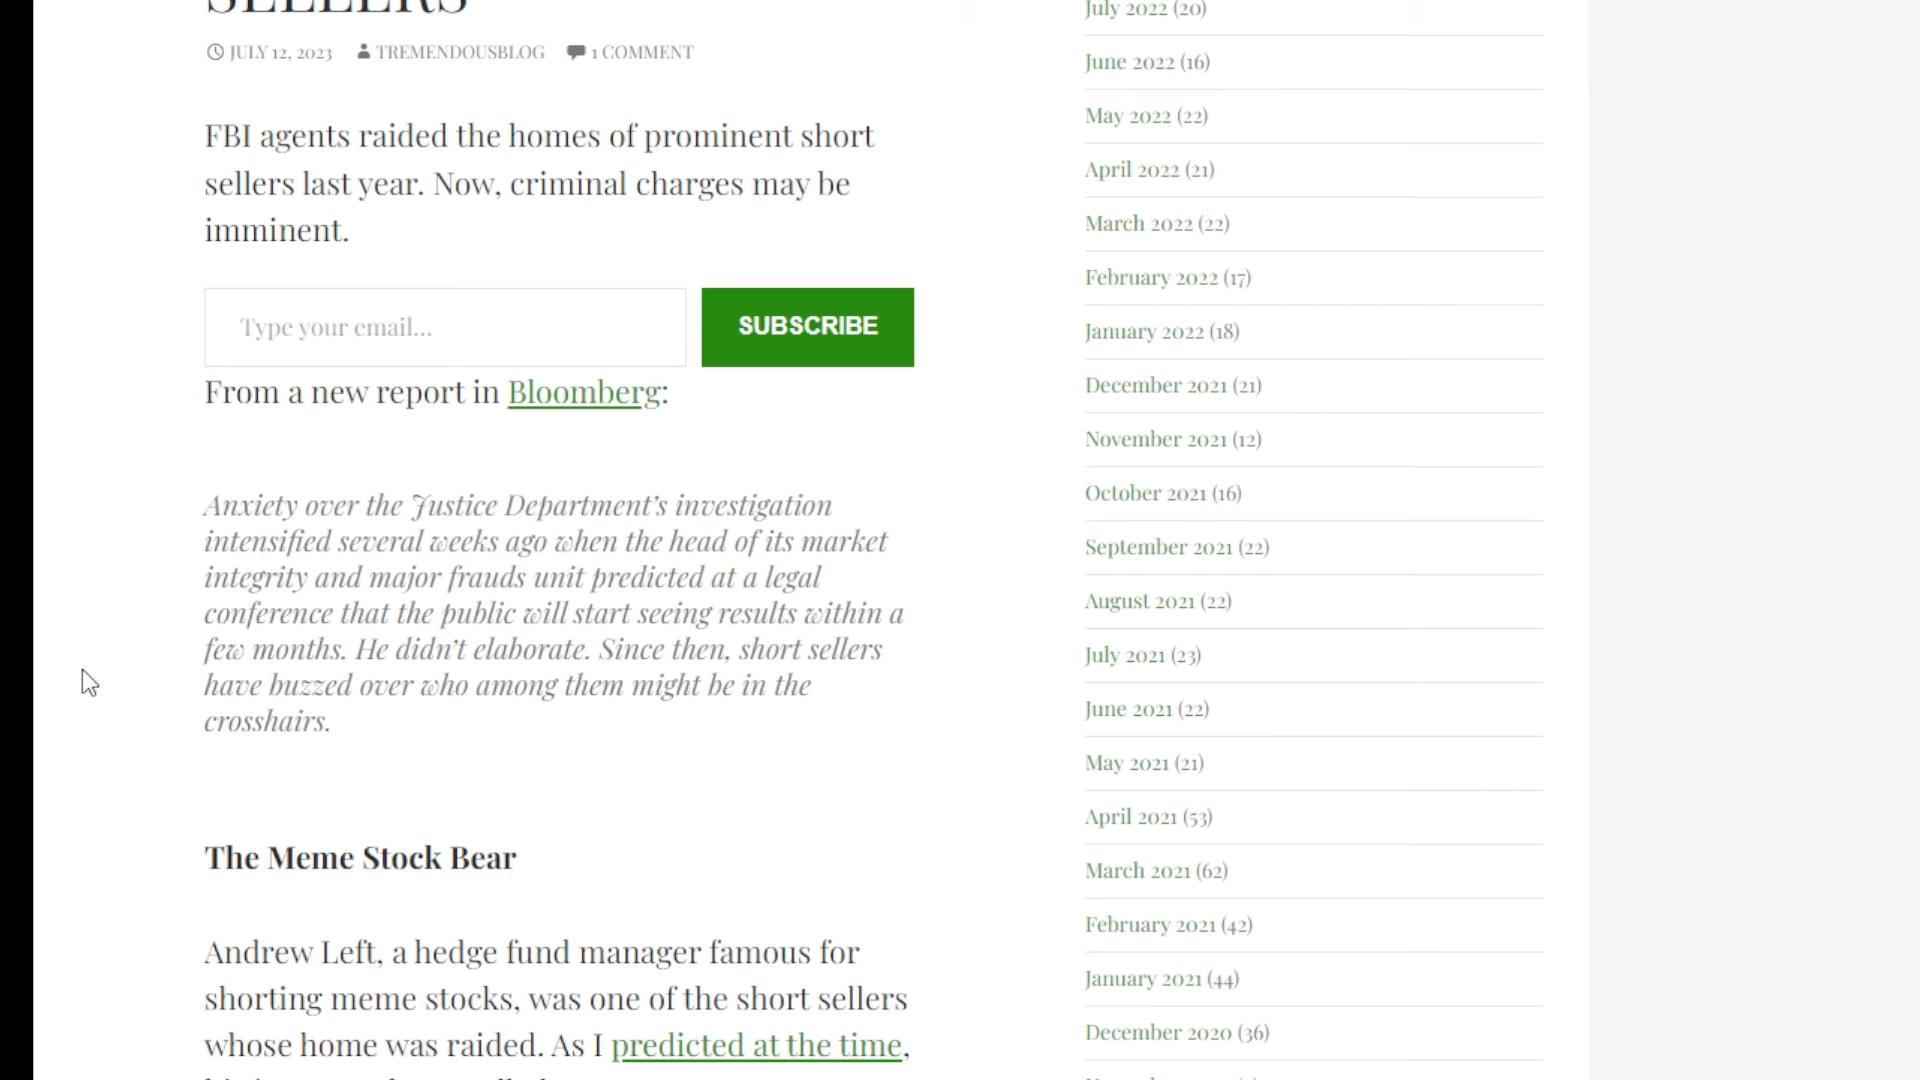 SELLERS
JULY 12, 2023 TREMENDOUSBLOG 1 COMMENT
FBI agents raided the homes of prominent short
sellers last year. Now, criminal charges may be
imminent.
Type your email...
SUBSCRIBE
From a new report in Bloomberg:
Anxiety over the Justice Department's investigation
intensified several weeks ago when the head of its market
integrity and major frauds unit predicted at a legal
conference that the public will start seeing results within a
few months. He didn't elaborate. Since then, short sellers
have buzzed over who among them might be in the
crosshairs.
The Meme Stock Bear
Andrew Left, a hedge fund manager famous for
shorting meme stocks, was one of the short sellers
whose home was raided. As I predicted at the time,
July 2022 (20)
June 2022 (16)
May 2022 (22)
April 2022 (21)
March 2022 (22)
February 2022 (17)
January 2022 (18)
December 2021 (21)
November 2021 (12)
October 2021 (16)
September 2021 (22)
August 2021 (22)
July 2021 (23)
June 2021 (22)
May 2021 (21)
April 2021 (53)
March 2021 (62)
February 2021 (42)
January 2021 (44)
December 2020 (36)